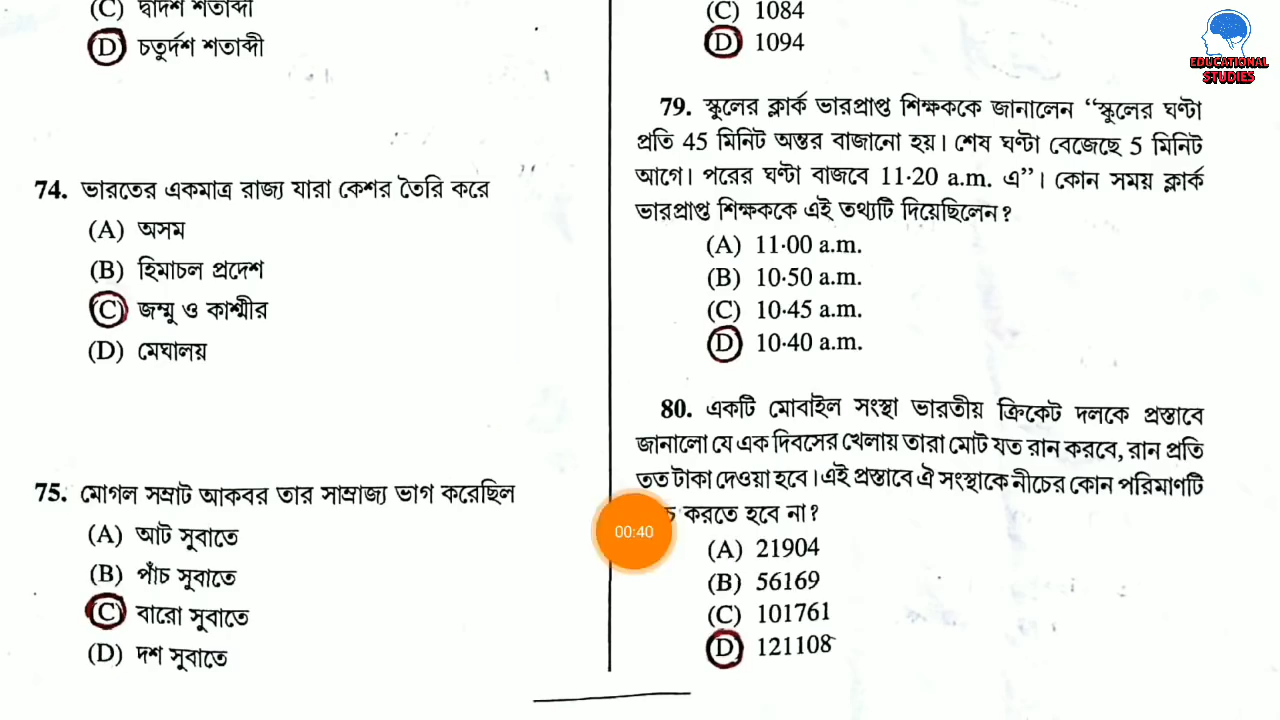 (C) দ্বাদশ শতাব্দী
(D) চতুর্দশ শতাব্দী
74. ভারতের একমাত্র রাজ্য যারা কেশর তৈরি করে
(A) অসম
(B) হিমাচল প্রদেশ
(C) জম্মু ও কাশ্মীর
(D) মেঘালয়
75. মোগল সম্রাট আকবর তার সাম্রাজ্য ভাগ করেছিল
(A) আট সুবাতে
(B) পাঁচ সুবাতে
(C) বারো সুবাতে
(D) দশ সুবাতে
(C) 1084
(D) 1094
79. স্কুলের ক্লার্ক ভারপ্রাপ্ত শিক্ষককে জানালেন “স্কুলের ঘণ্টা
প্রতি 45 মিনিট অন্তর বাজানো হয়। শেষ ঘণ্টা বেজেছে 5 মিনিট
আগে। পরের ঘণ্টা বাজবে 11·20 a.m. এ”। কোন সময় ক্লার্ক
ভারপ্রাপ্ত শিক্ষককে এই তথ্যটি দিয়েছিলেন?
(A) 11·00 a.m.
(B) 10·50 a.m.
(C) 10·45 a.m.
(D) 10·40 a.m.
80. একটি মোবাইল সংস্থা ভারতীয় ক্রিকেট দলকে প্রস্তাবে
জানালো যে এক দিবসের খেলায় তারা মোট যত রান করবে, রান প্রতি
তত টাকা দেওয়া হবে। এই প্রস্তাবে ঐ সংস্থাকে নীচের কোন পরিমাণটি
করতে হবে না?
(A) 21904
(B) 56169
(C) 101761
(D) 121108
00:40
EDUCATIONAL
STUDIES